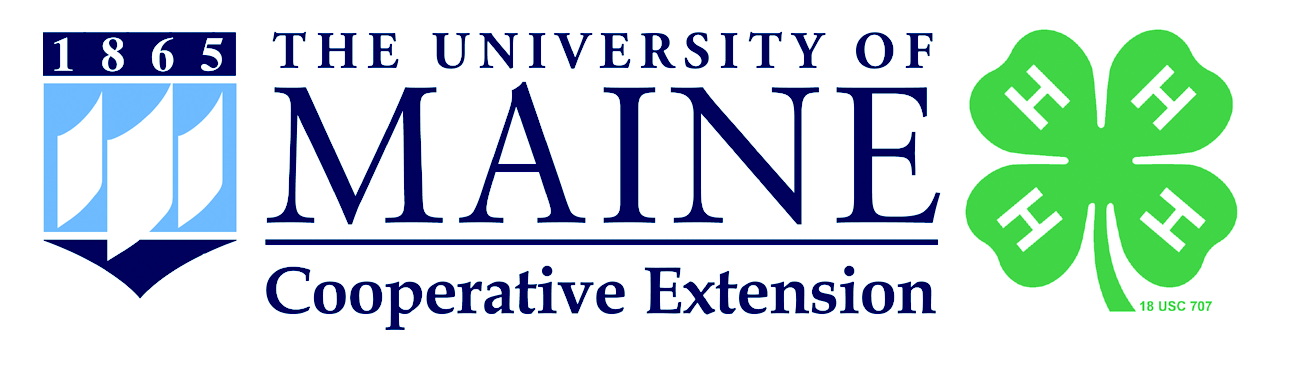 1865
THE UNIVERSITY OF
MAINE
Cooperative Extension
H H
H H
18 USC 707